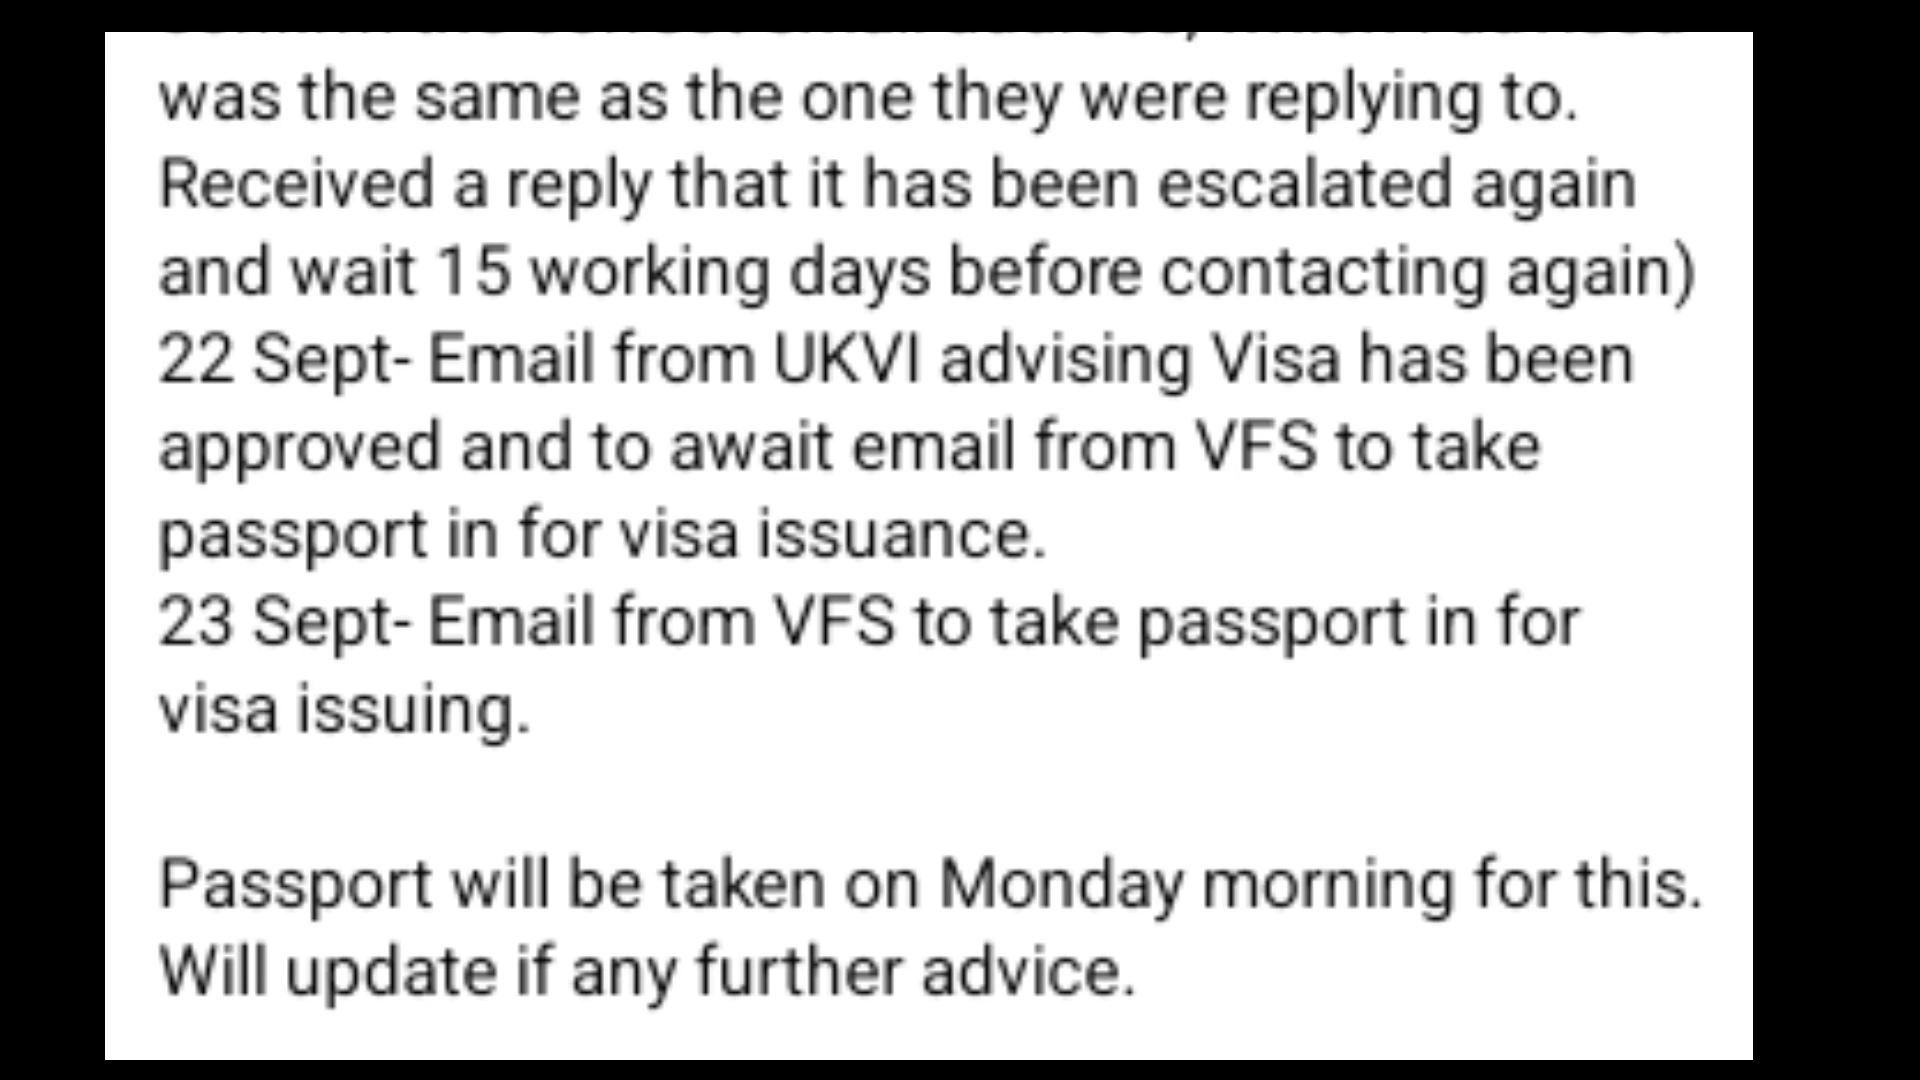 was the same as the one they were replying to.
Received a reply that it has been escalated again
and wait 15 working days before contacting again)
22 Sept- Email from UKVI advising Visa has been
approved and to await email from VFS to take
passport in for visa issuance.
23 Sept- Email from VFS to take passport in for
visa issuing.
Passport will be taken on Monday morning for this.
Will update if any further advice.